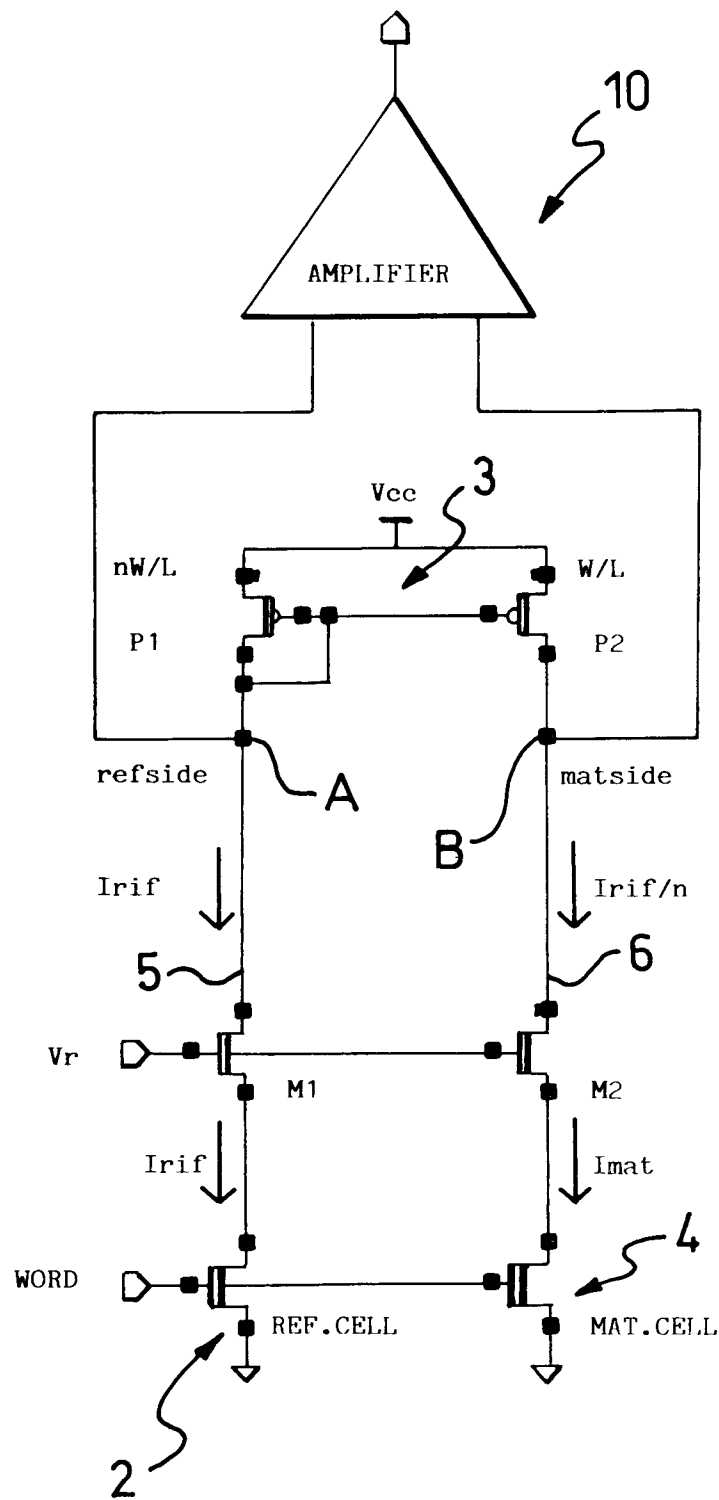 10
AMPLIFIER
Vcc
3
nW/L
W/L
P1
P2
refside
A
B
matside
Irif
Irif/n
5
6
Vr
M1
M2
Irif
Imat
WORD
REF.CELL
MAT.CELL
4
2